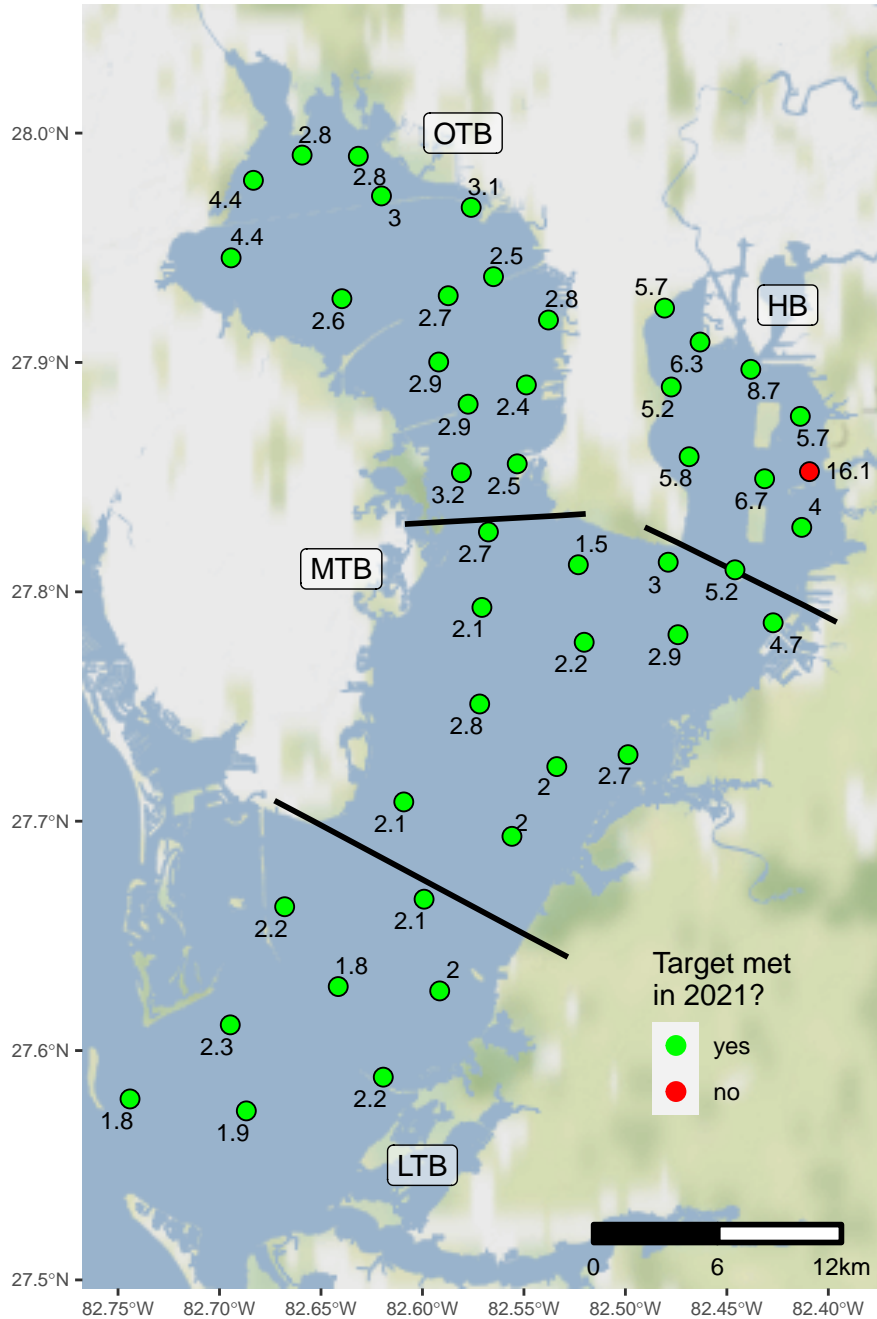 28.0°N
27.9°N
27.8°N
27.7°N
27.6°N
27.5°N
OTB
2.8
2.8
4.4
3
3.1
4.4
2.5
2.6
2.7
2.8
2.9
2.4
2.9
3.2
2.5
HB
5.7
6.3
8.7
5.2
5.7
5.8
16.1
6.7
4
MTB
2.7
1.5
3
5.2
2.1
2.2
2.9
4.7
2.8
2
2.7
2.1
2
2.1
2.2
1.8
2
2.3
2.2
1.8
1.9
LTB
Target met
in 2021?
yes
no
0 6 12km
82.75°W 82.70°W 82.65°W 82.60°W 82.55°W 82.50°W 82.45°W 82.40°W